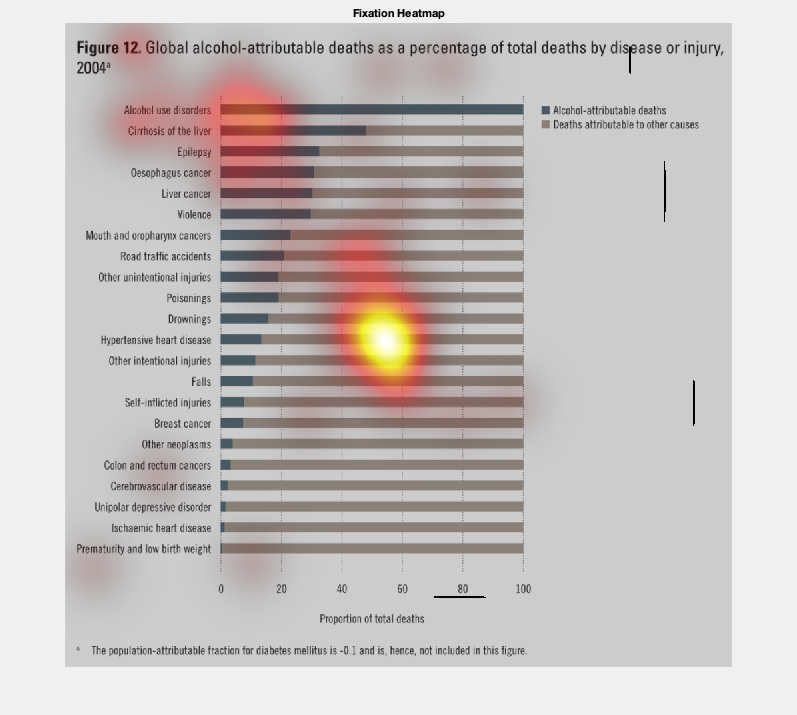 Fixation Heatmap
Figure 12. Global alcohol-attributable deaths as a percentage of total deaths by disease or injury,
2004ᵃ
Alcohol use disorders
Cirrhosis of the liver
Epilepsy
Oesophagus cancer
Liver cancer
Violence
Mouth and oropharynx cancers
Road traffic accidents
Other unintentional injuries
Poisonings
Drownings
Hypertensive heart disease
Other intentional injuries
Falls
Self-inflicted injuries
Breast cancer
Other neoplasms
Colon and rectum cancers
Cerebrovascular disease
Unipolar depressive disorder
Ischaemic heart disease
Prematurity and low birth weight
Alcohol-attributable deaths
Deaths attributable to other causes
0 20 40 60 80 100
Proportion of total deaths
ᵃ The population-attributable fraction for diabetes mellitus is -0.1 and is, hence, not included in this figure.